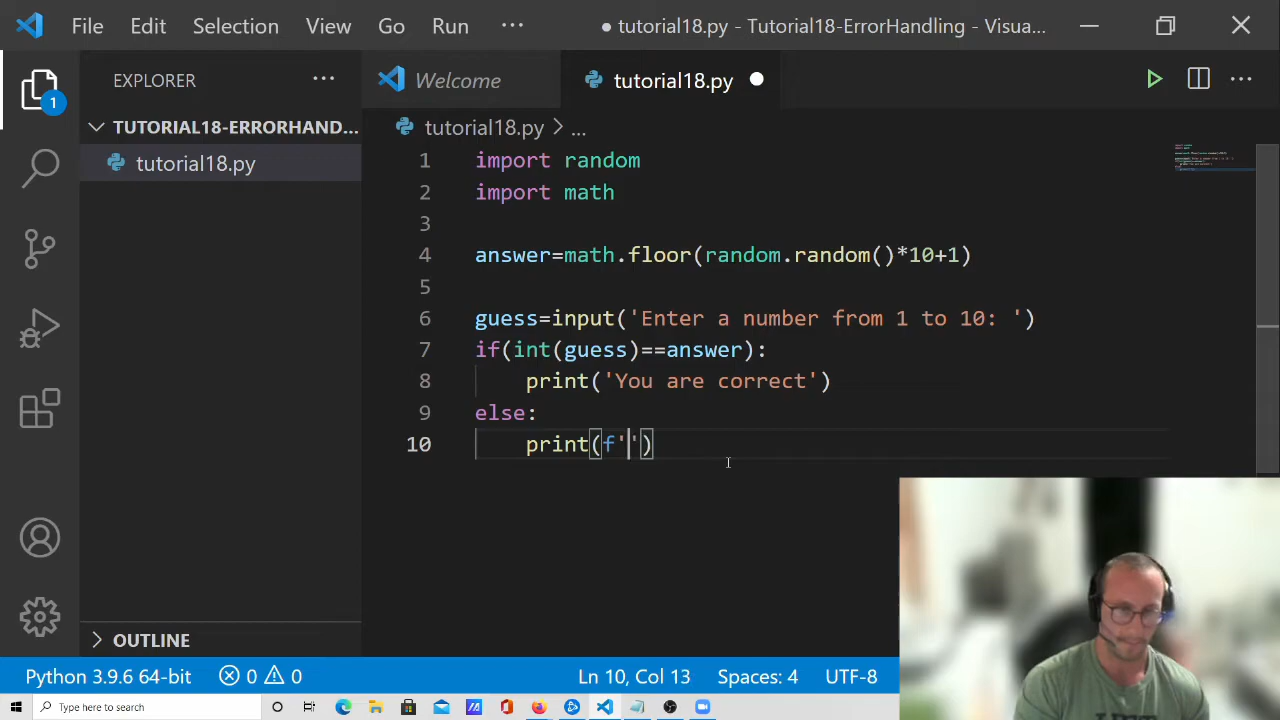 File Edit Selection View Go Run ··· ● tutorial18.py - Tutorial18-ErrorHandling - Visua...
EXPLORER ···
Welcome
tutorial18.py ●
1
TUTORIAL18-ERRORHAND...
tutorial18.py > ...
tutorial18.py
1 import random
2 import math
3
4 answer=math.floor(random.random()*10+1)
5
6 guess=input('Enter a number from 1 to 10: ')
7 if(int(guess)==answer):
8 print('You are correct')
9 else:
10 print(f'')
OUTLINE
Python 3.9.6 64-bit 0 0 Ln 10, Col 13 Spaces: 4 UTF-8
Type here to search